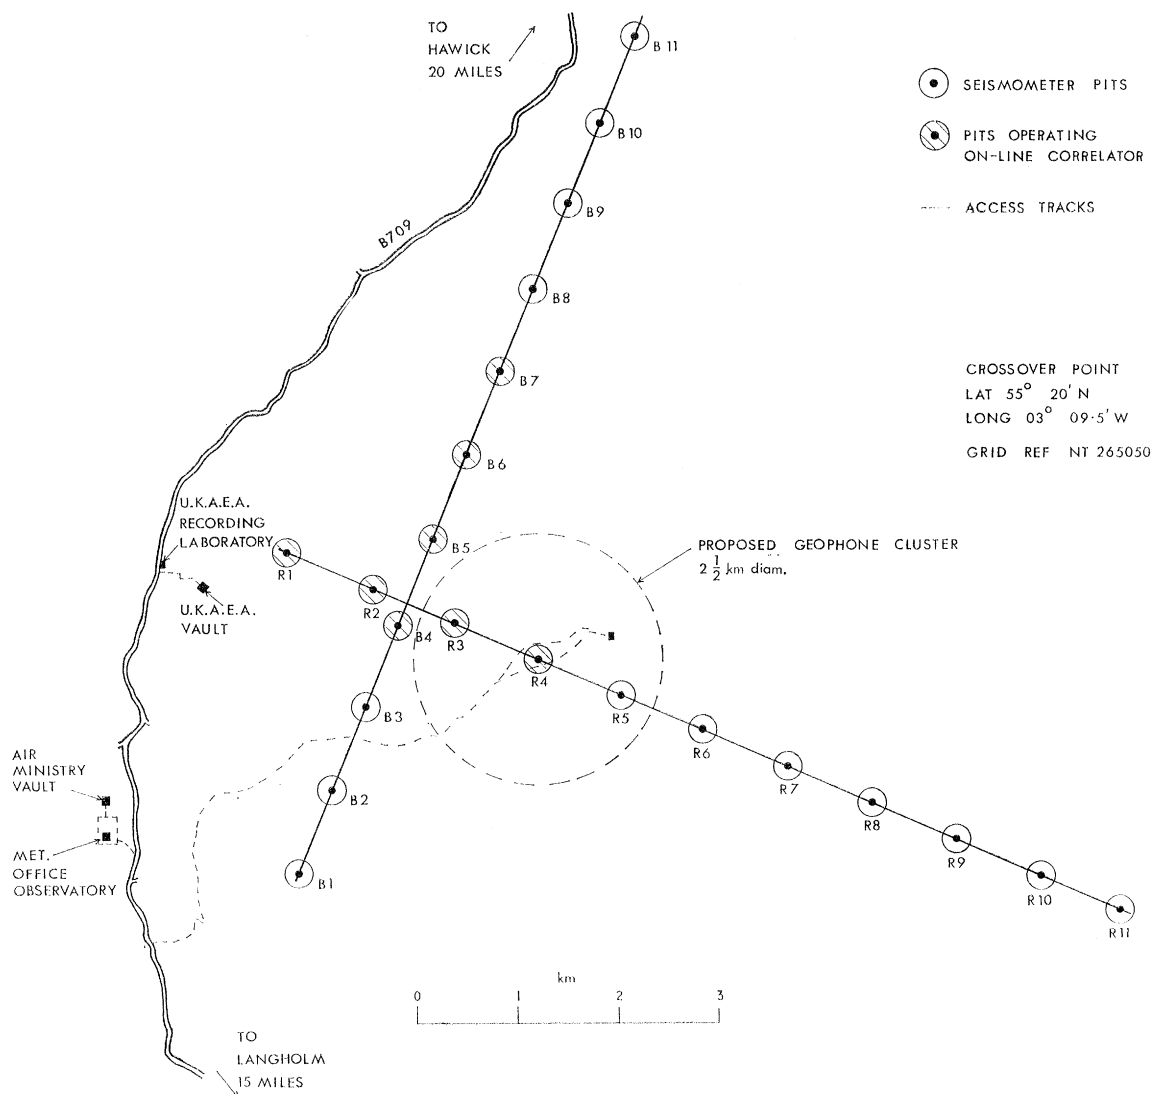 TO
HAWICK
20 MILES
B 11
SEISMOMETER PITS
B 10
PITS OPERATING
ON-LINE CORRELATOR
B9
ACCESS TRACKS
B709
B8
CROSSOVER POINT
B7
LAT 55° 20' N
LONG 03° 09·5' W
GRID REF NT 265050
B6
U.K.A.E.A.
RECORDING
LABORATORY
B5
PROPOSED GEOPHONE CLUSTER
2 1/2 km diam.
R1
R2
U.K.A.E.A.
VAULT
B4
R3
R4
R5
B3
R6
AIR
MINISTRY
VAULT
R7
B2
R8
MET.
OFFICE
OBSERVATORY
R9
B1
R10
R11
km
0 1 2 3
TO
LANGHOLM
15 MILES